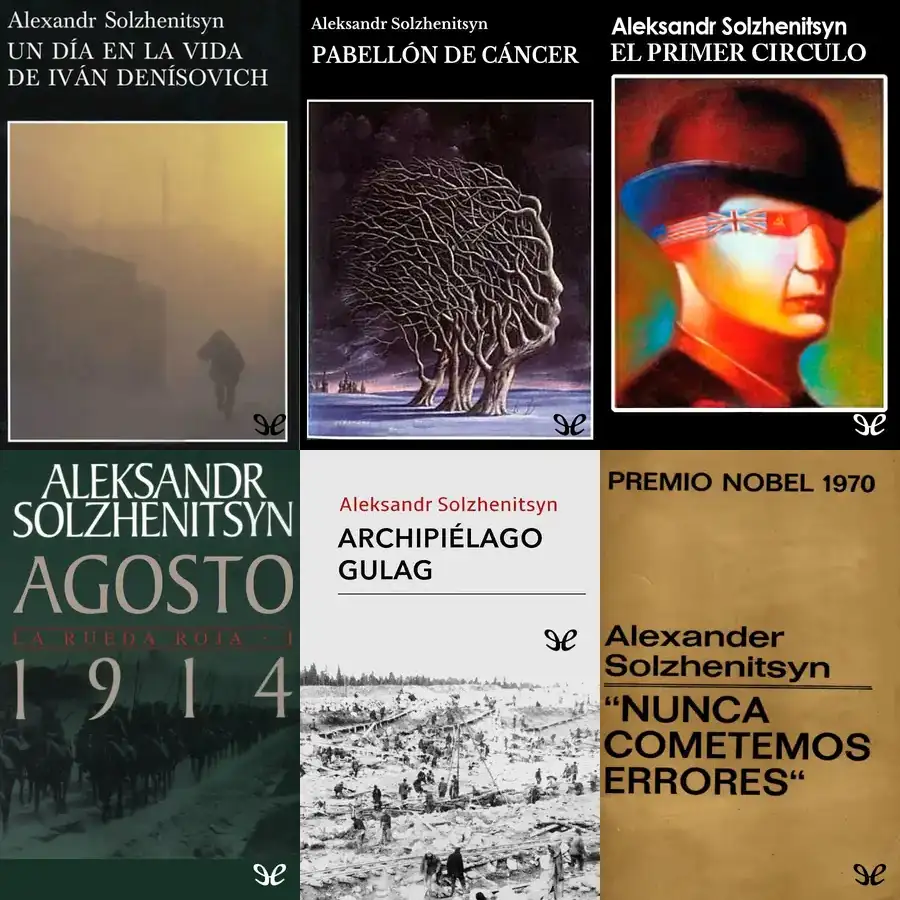 Alexandr Solzhenitsyn
UN DÍA EN LA VIDA
DE IVÁN DENÍSOVICH
Aleksandr Solzhenitsyn
PABELLÓN DE CÁNCER
Aleksandr Solzhenitsyn
EL PRIMER CIRCULO
ALEKSANDR
SOLZHENITSYN
AGOSTO
LA RUEDA ROJA · I
1914
Aleksandr Solzhenitsyn
ARCHIPIÉLAGO
GULAG
PREMIO NOBEL 1970
Alexander
Solzhenitsyn
“NUNCA
COMETEMOS
ERRORES“